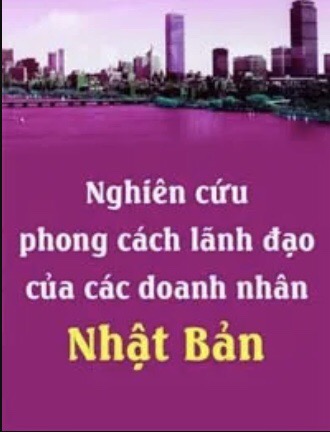 Nghiên cứu
phong cách lãnh đạo
của các doanh nhân
Nhật Bản